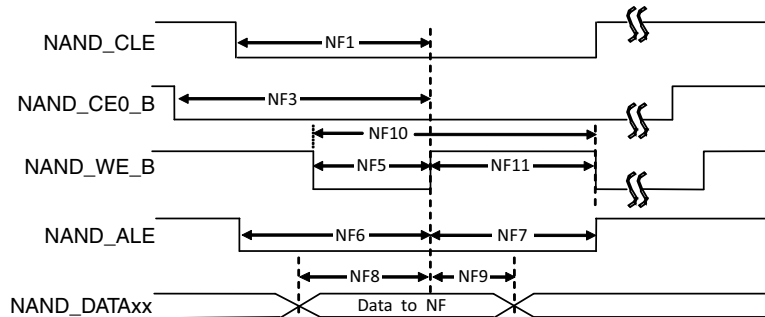 NAND_CLE
NF1
NAND_CE0_B
NF3
NF10
NAND_WE_B
NF5
NF11
NAND_ALE
NF6
NF7
NF8
NF9
NAND_DATAxx
Data to NF